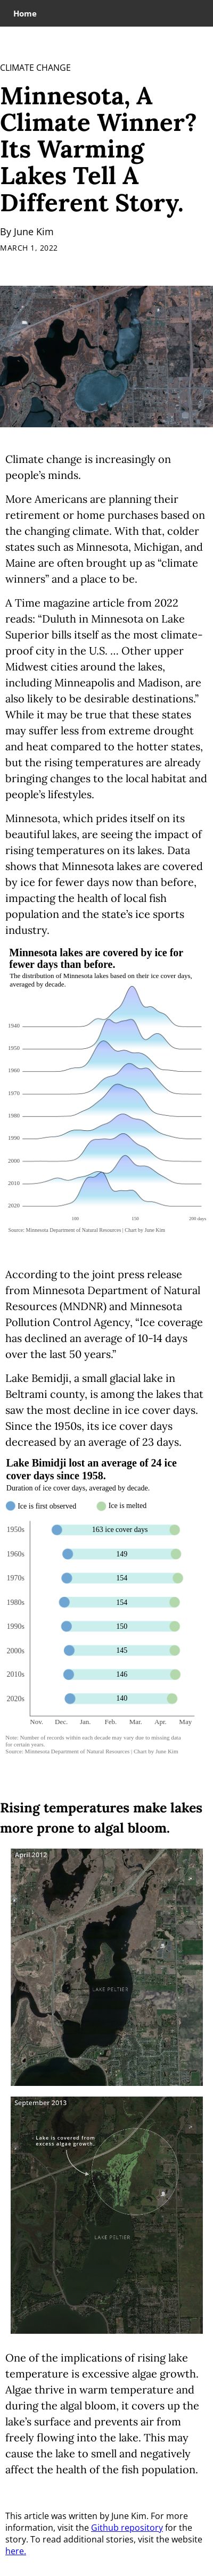 Home
CLIMATE CHANGE
Minnesota, A
Climate Winner?
Its Warming
Lakes Tell A
Different Story.
By June Kim
MARCH 1, 2022
Climate change is increasingly on
people's minds.
More Americans are planning their
retirement or home purchases based on
the changing climate. With that, colder
states such as Minnesota, Michigan, and
Maine are often brought up as “climate
winners” and a place to be.
A Time magazine article from 2022
reads: “Duluth in Minnesota on Lake
Superior bills itself as the most climate-
proof city in the U.S. … Other upper
Midwest cities around the lakes,
including Minneapolis and Madison, are
also likely to be desirable destinations.”
While it may be true that these states
may suffer less from extreme drought
and heat compared to the hotter states,
but the rising temperatures are already
bringing changes to the local habitat and
people's lifestyles.
Minnesota, which prides itself on its
beautiful lakes, are seeing the impact of
rising temperatures on its lakes. Data
shows that Minnesota lakes are covered
by ice for fewer days now than before,
impacting the health of local fish
population and the state's ice sports
industry.
Minnesota lakes are covered by ice for
fewer days than before.
The distribution of Minnesota lakes based on their ice cover days,
averaged by decade.
1940
1950
1960
1970
1980
1990
2000
2010
2020
100 150 200 days
Source: Minnesota Department of Natural Resources | Chart by June Kim
According to the joint press release
from Minnesota Department of Natural
Resources (MNDNR) and Minnesota
Pollution Control Agency, “Ice coverage
has declined an average of 10-14 days
over the last 50 years.”
Lake Bemidji, a small glacial lake in
Beltrami county, is among the lakes that
saw the most decline in ice cover days.
Since the 1950s, its ice cover days
decreased by an average of 23 days.
Lake Bimidji lost an average of 24 ice
cover days since 1958.
Duration of ice cover days, averaged by decade.
Ice is first observed Ice is melted
1950s 163 ice cover days
1960s 149
1970s 154
1980s 154
1990s 150
2000s 145
2010s 146
2020s 140
Nov. Dec. Jan. Feb. Mar. Apr. May
Note: Number of records within each decade may vary due to missing data
for certain years.
Source: Minnesota Department of Natural Resources | Chart by June Kim
Rising temperatures make lakes
more prone to algal bloom.
April 2012
LAKE PELTIER
September 2013
Lake is covered from
excess algae growth.
LAKE PELTIER
One of the implications of rising lake
temperature is excessive algae growth.
Algae thrive in warm temperature and
during the algal bloom, it covers up the
lake's surface and prevents air from
freely flowing into the lake. This may
cause the lake to smell and negatively
affect the health of the fish population.
This article was written by June Kim. For more
information, visit the Github repository for the
story. To read additional stories, visit the website
here.